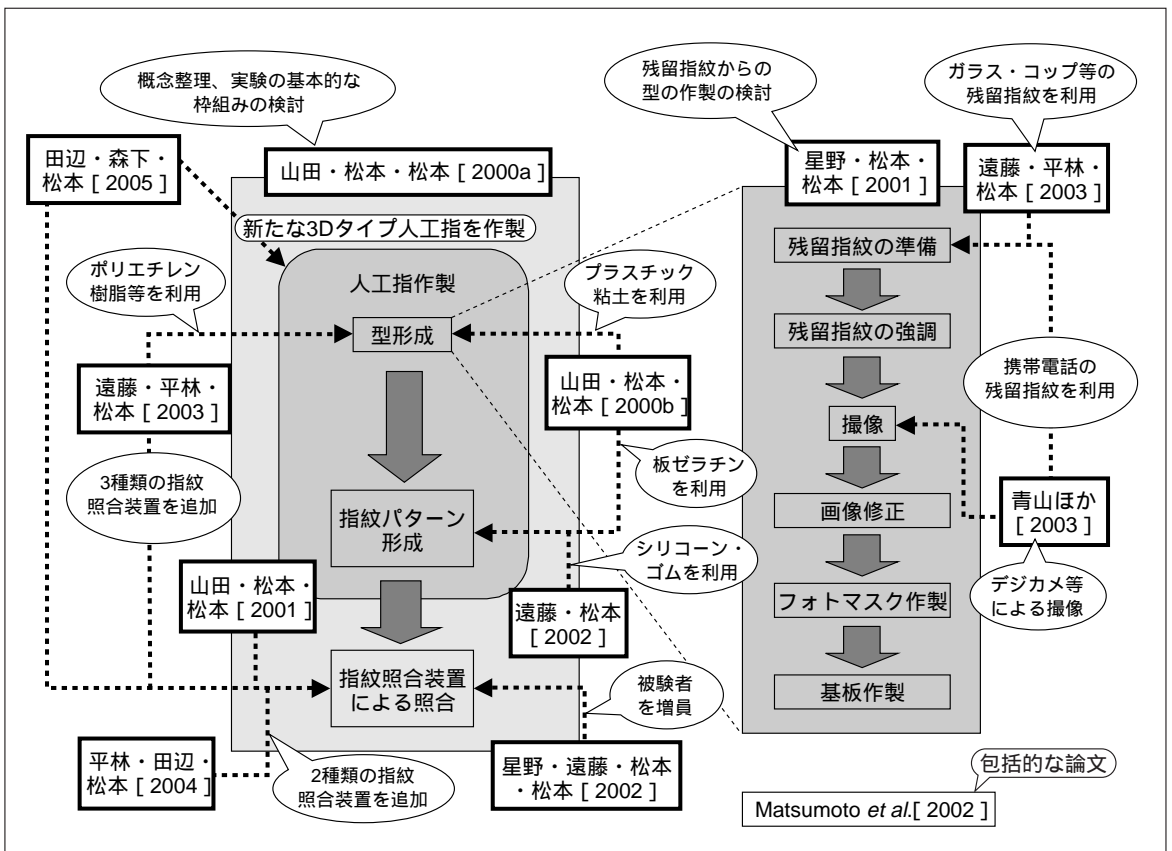 概念整理、実験の基本的な
枠組みの検討
残留指紋からの
型の作製の検討
ガラス・コップ等の
残留指紋を利用
田辺・森下・
松本 [ 2005 ]
山田・松本・松本 [ 2000a ]
星野・松本・
松本 [ 2001 ]
遠藤・平林・
松本 [ 2003 ]
新たな3Dタイプ人工指を作製
ポリエチレン
樹脂等を利用
人工指作製
型形成
プラスチック
粘土を利用
残留指紋の準備
残留指紋の強調
遠藤・平林・
松本 [ 2003 ]
山田・松本・
松本 [ 2000b ]
携帯電話の
残留指紋を利用
撮像
3種類の指紋
照合装置を追加
板ゼラチン
を利用
指紋パターン
形成
画像修正
青山ほか
[ 2003 ]
シリコーン・
ゴムを利用
山田・松本・
松本 [ 2001 ]
遠藤・松本
[ 2002 ]
フォトマスク作製
デジカメ等
による撮像
指紋照合装置
による照合
被験者
を増員
基板作製
平林・田辺・
松本 [ 2004 ]
2種類の指紋
照合装置を追加
星野・遠藤・松本
・松本 [ 2002 ]
包括的な論文
Matsumoto et al.[ 2002 ]